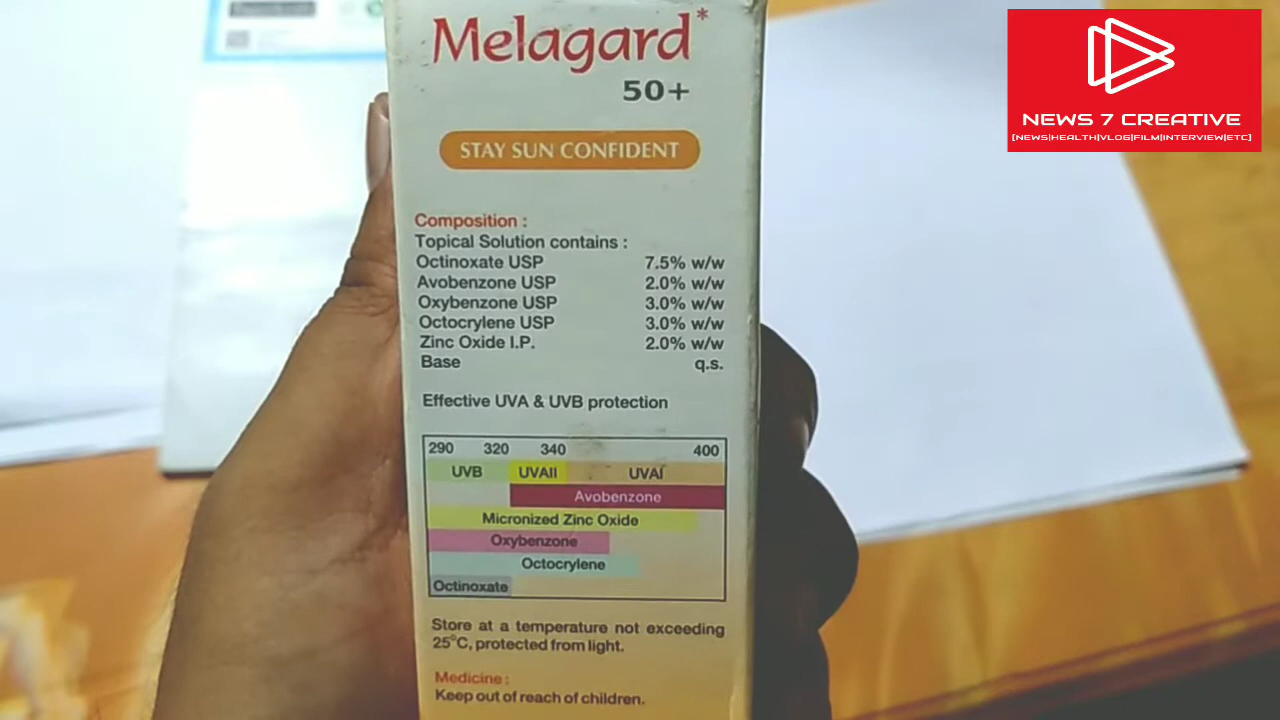 Melagard*
50+
STAY SUN CONFIDENT
Composition :
Topical Solution contains :
Octinoxate USP 7.5% w/w
Avobenzone USP 2.0% w/w
Oxybenzone USP 3.0% w/w
Octocrylene USP 3.0% w/w
Zinc Oxide I.P. 2.0% w/w
Base q.s.
Effective UVA & UVB protection
290 320 340 400
UVB UVAII UVAI
Avobenzone
Micronized Zinc Oxide
Oxybenzone
Octocrylene
Octinoxate
Store at a temperature not exceeding
25°C, protected from light.
Medicine :
Keep out of reach of children.
NEWS 7 CREATIVE
[NEWS|HEALTH|VLOG|FILM|INTERVIEW|ETC]